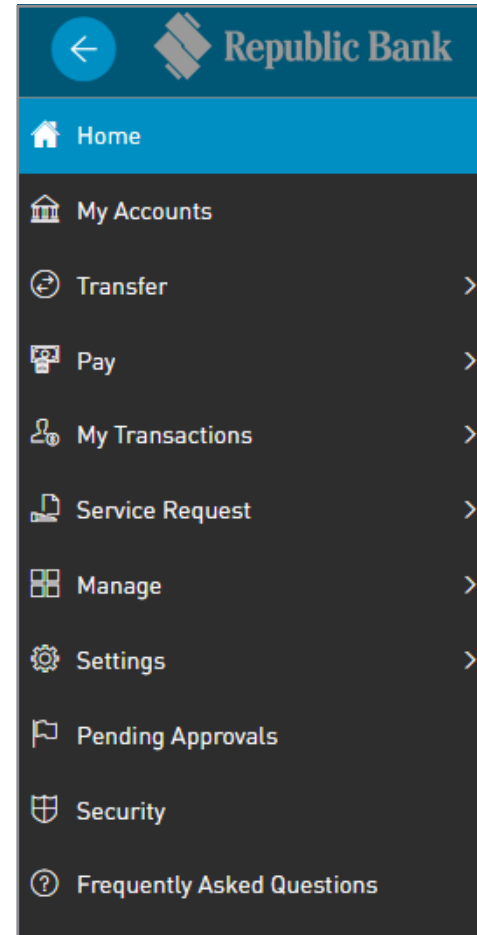 Republic Bank
Home
My Accounts
Transfer
Pay
My Transactions
Service Request
Manage
Settings
Pending Approvals
Security
Frequently Asked Questions